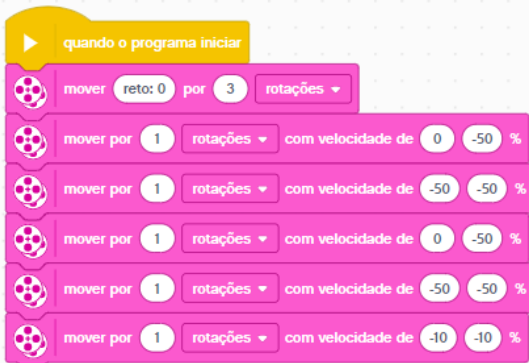 quando o programa iniciar
mover reto: 0 por 3 rotações
mover por 1 rotações com velocidade de 0 -50 %
mover por 1 rotações com velocidade de -50 -50 %
mover por 1 rotações com velocidade de 0 -50 %
mover por 1 rotações com velocidade de -50 -50 %
mover por 1 rotações com velocidade de -10 -10 %